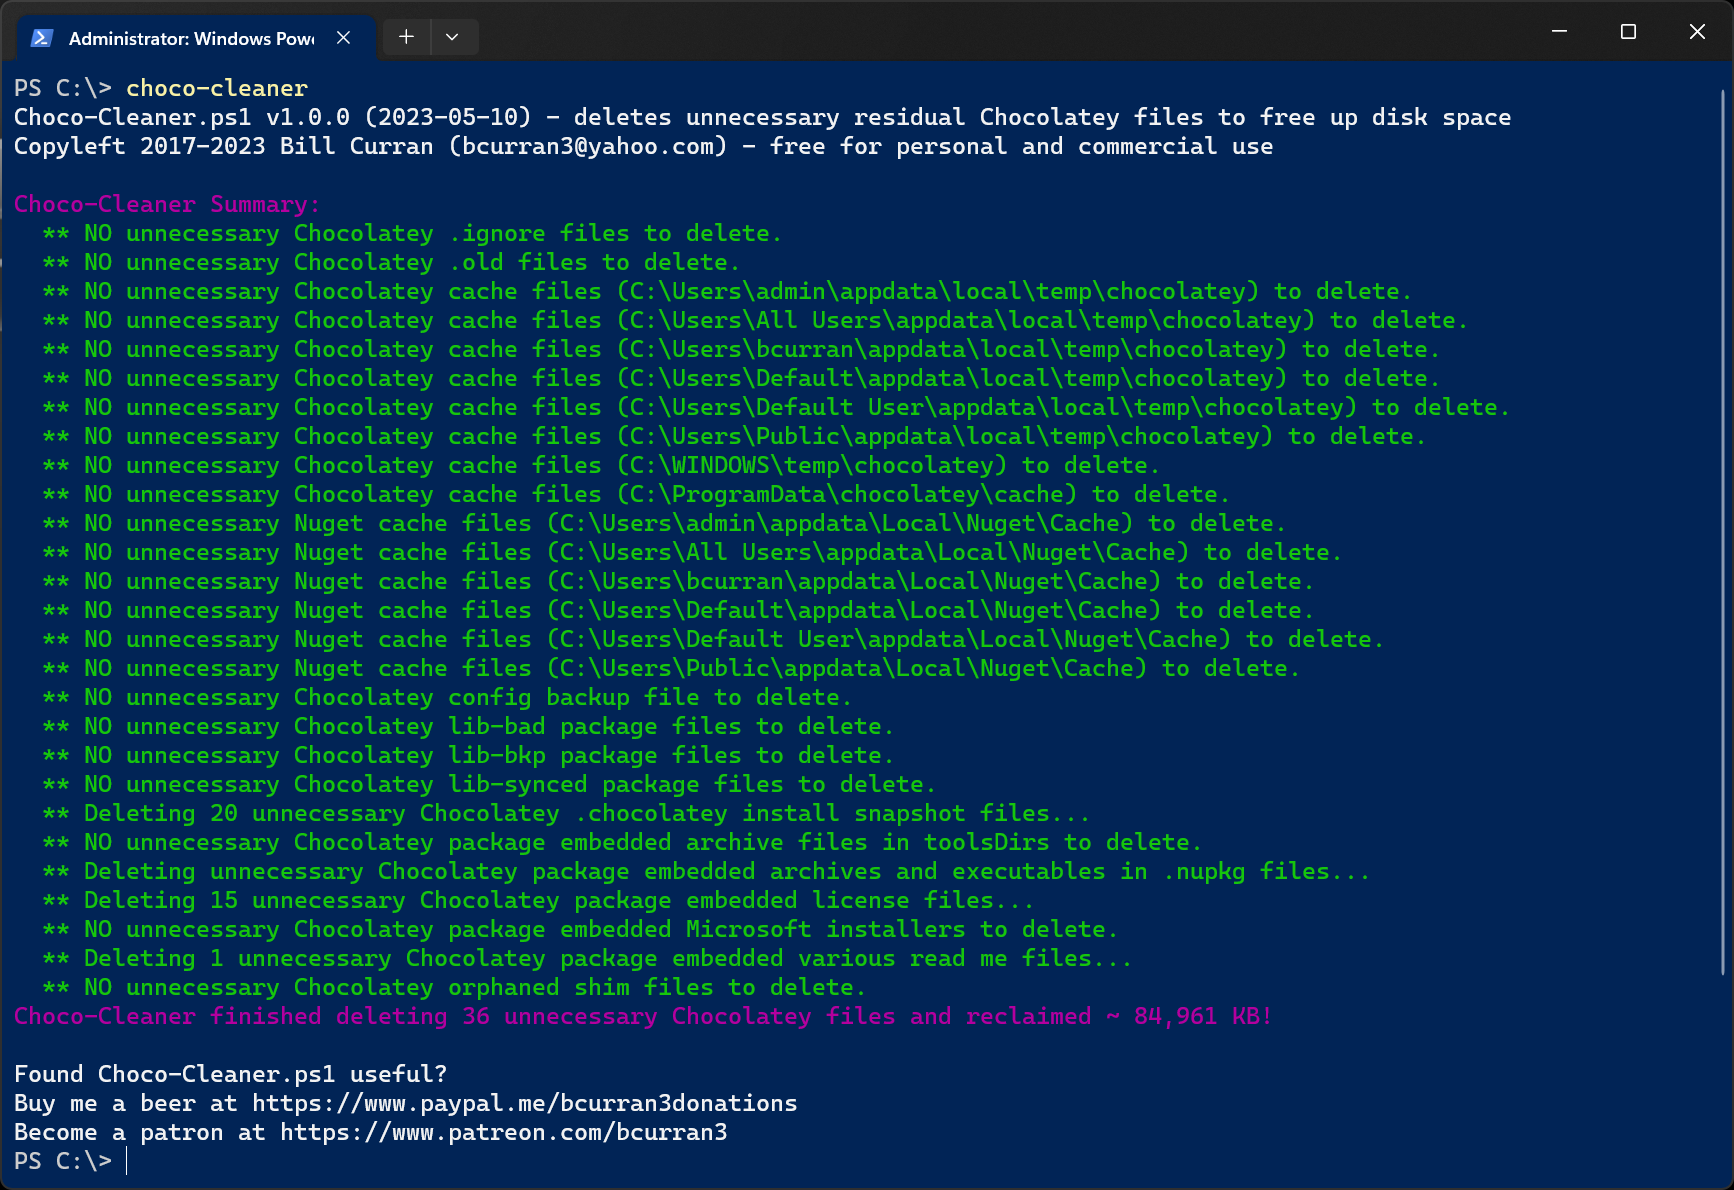 Administrator: Windows Pow
PS C:\> choco-cleaner
Choco-Cleaner.ps1 v1.0.0 (2023-05-10) - deletes unnecessary residual Chocolatey files to free up disk space
Copyleft 2017-2023 Bill Curran (bcurran3@yahoo.com) - free for personal and commercial use
Choco-Cleaner Summary:
** NO unnecessary Chocolatey .ignore files to delete.
** NO unnecessary Chocolatey .old files to delete.
** NO unnecessary Chocolatey cache files (C:\Users\admin\appdata\local\temp\chocolatey) to delete.
** NO unnecessary Chocolatey cache files (C:\Users\All Users\appdata\local\temp\chocolatey) to delete.
** NO unnecessary Chocolatey cache files (C:\Users\bcurran\appdata\local\temp\chocolatey) to delete.
** NO unnecessary Chocolatey cache files (C:\Users\Default\appdata\local\temp\chocolatey) to delete.
** NO unnecessary Chocolatey cache files (C:\Users\Default User\appdata\local\temp\chocolatey) to delete.
** NO unnecessary Chocolatey cache files (C:\Users\Public\appdata\local\temp\chocolatey) to delete.
** NO unnecessary Chocolatey cache files (C:\WINDOWS\temp\chocolatey) to delete.
** NO unnecessary Chocolatey cache files (C:\ProgramData\chocolatey\cache) to delete.
** NO unnecessary Nuget cache files (C:\Users\admin\appdata\Local\Nuget\Cache) to delete.
** NO unnecessary Nuget cache files (C:\Users\All Users\appdata\Local\Nuget\Cache) to delete.
** NO unnecessary Nuget cache files (C:\Users\bcurran\appdata\Local\Nuget\Cache) to delete.
** NO unnecessary Nuget cache files (C:\Users\Default\appdata\Local\Nuget\Cache) to delete.
** NO unnecessary Nuget cache files (C:\Users\Default User\appdata\Local\Nuget\Cache) to delete.
** NO unnecessary Nuget cache files (C:\Users\Public\appdata\Local\Nuget\Cache) to delete.
** NO unnecessary Chocolatey config backup file to delete.
** NO unnecessary Chocolatey lib-bad package files to delete.
** NO unnecessary Chocolatey lib-bkp package files to delete.
** NO unnecessary Chocolatey lib-synced package files to delete.
** Deleting 20 unnecessary Chocolatey .chocolatey install snapshot files...
** NO unnecessary Chocolatey package embedded archive files in toolsDirs to delete.
** Deleting unnecessary Chocolatey package embedded archives and executables in .nupkg files...
** Deleting 15 unnecessary Chocolatey package embedded license files...
** NO unnecessary Chocolatey package embedded Microsoft installers to delete.
** Deleting 1 unnecessary Chocolatey package embedded various read me files...
** NO unnecessary Chocolatey orphaned shim files to delete.
Choco-Cleaner finished deleting 36 unnecessary Chocolatey files and reclaimed ~ 84,961 KB!
Found Choco-Cleaner.ps1 useful?
Buy me a beer at https://www.paypal.me/bcurran3donations
Become a patron at https://www.patreon.com/bcurran3
PS C:\>